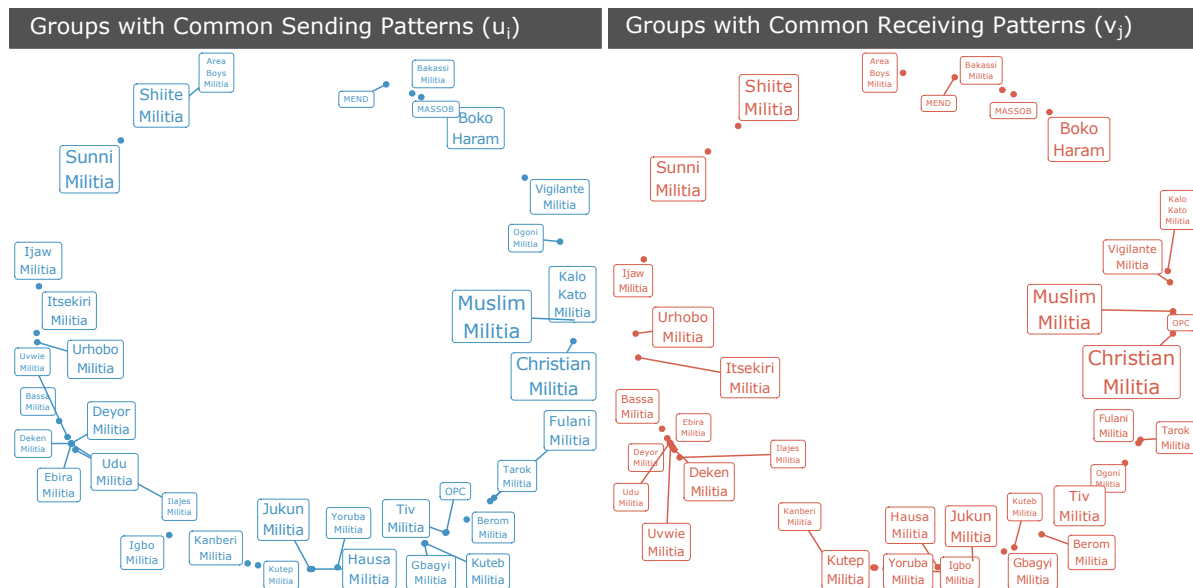 Groups with Common Sending Patterns (ui)
Area
Boys
Militia
Shiite
Militia
MEND
Bakassi
Militia
MASSOB
Boko
Haram
Sunni
Militia
Vigilante
Militia
Ogoni
Militia
Ijaw
Militia
Itsekiri
Militia
Kalo
Kato
Militia
Muslim
Militia
Urhobo
Militia
Uvwie
Militia
Christian
Militia
Bassa
Militia
Deyor
Militia
Fulani
Militia
Deken
Militia
Udu
Militia
Ebira
Militia
Tarok
Militia
Ilajes
Militia
OPC
Jukun
Militia
Yoruba
Militia
Tiv
Militia
Berom
Militia
Igbo
Militia
Kanberi
Militia
Kutep
Militia
Hausa
Militia
Gbagyi
Militia
Kuteb
Militia
Groups with Common Receiving Patterns (vj)
Area
Boys
Militia
Shiite
Militia
MEND
Bakassi
Militia
MASSOB
Boko
Haram
Sunni
Militia
Kalo
Kato
Militia
Vigilante
Militia
Ijaw
Militia
Muslim
Militia
Urhobo
Militia
OPC
Itsekiri
Militia
Christian
Militia
Bassa
Militia
Ebira
Militia
Fulani
Militia
Tarok
Militia
Deyor
Militia
Ilajes
Militia
Deken
Militia
Ogoni
Militia
Udu
Militia
Uvwie
Militia
Kanberi
Militia
Hausa
Militia
Jukun
Militia
Kuteb
Militia
Tiv
Militia
Berom
Militia
Kutep
Militia
Yoruba
Militia
Igbo
Militia
Gbagyi
Militia